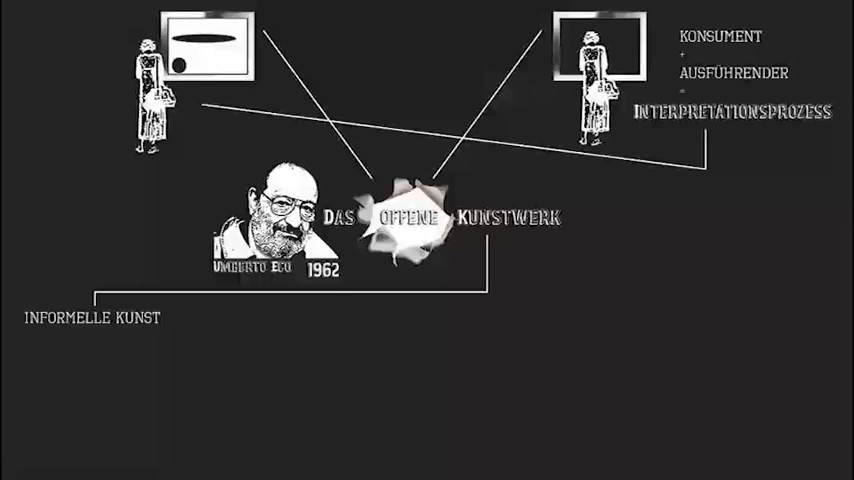 KONSUMENT
+
AUSFÜHRENDER
=
INTERPRETATIONSPROZESS
DAS OFFENE KUNSTWERK
UMBERTO ECO 1962
INFORMELLE KUNST